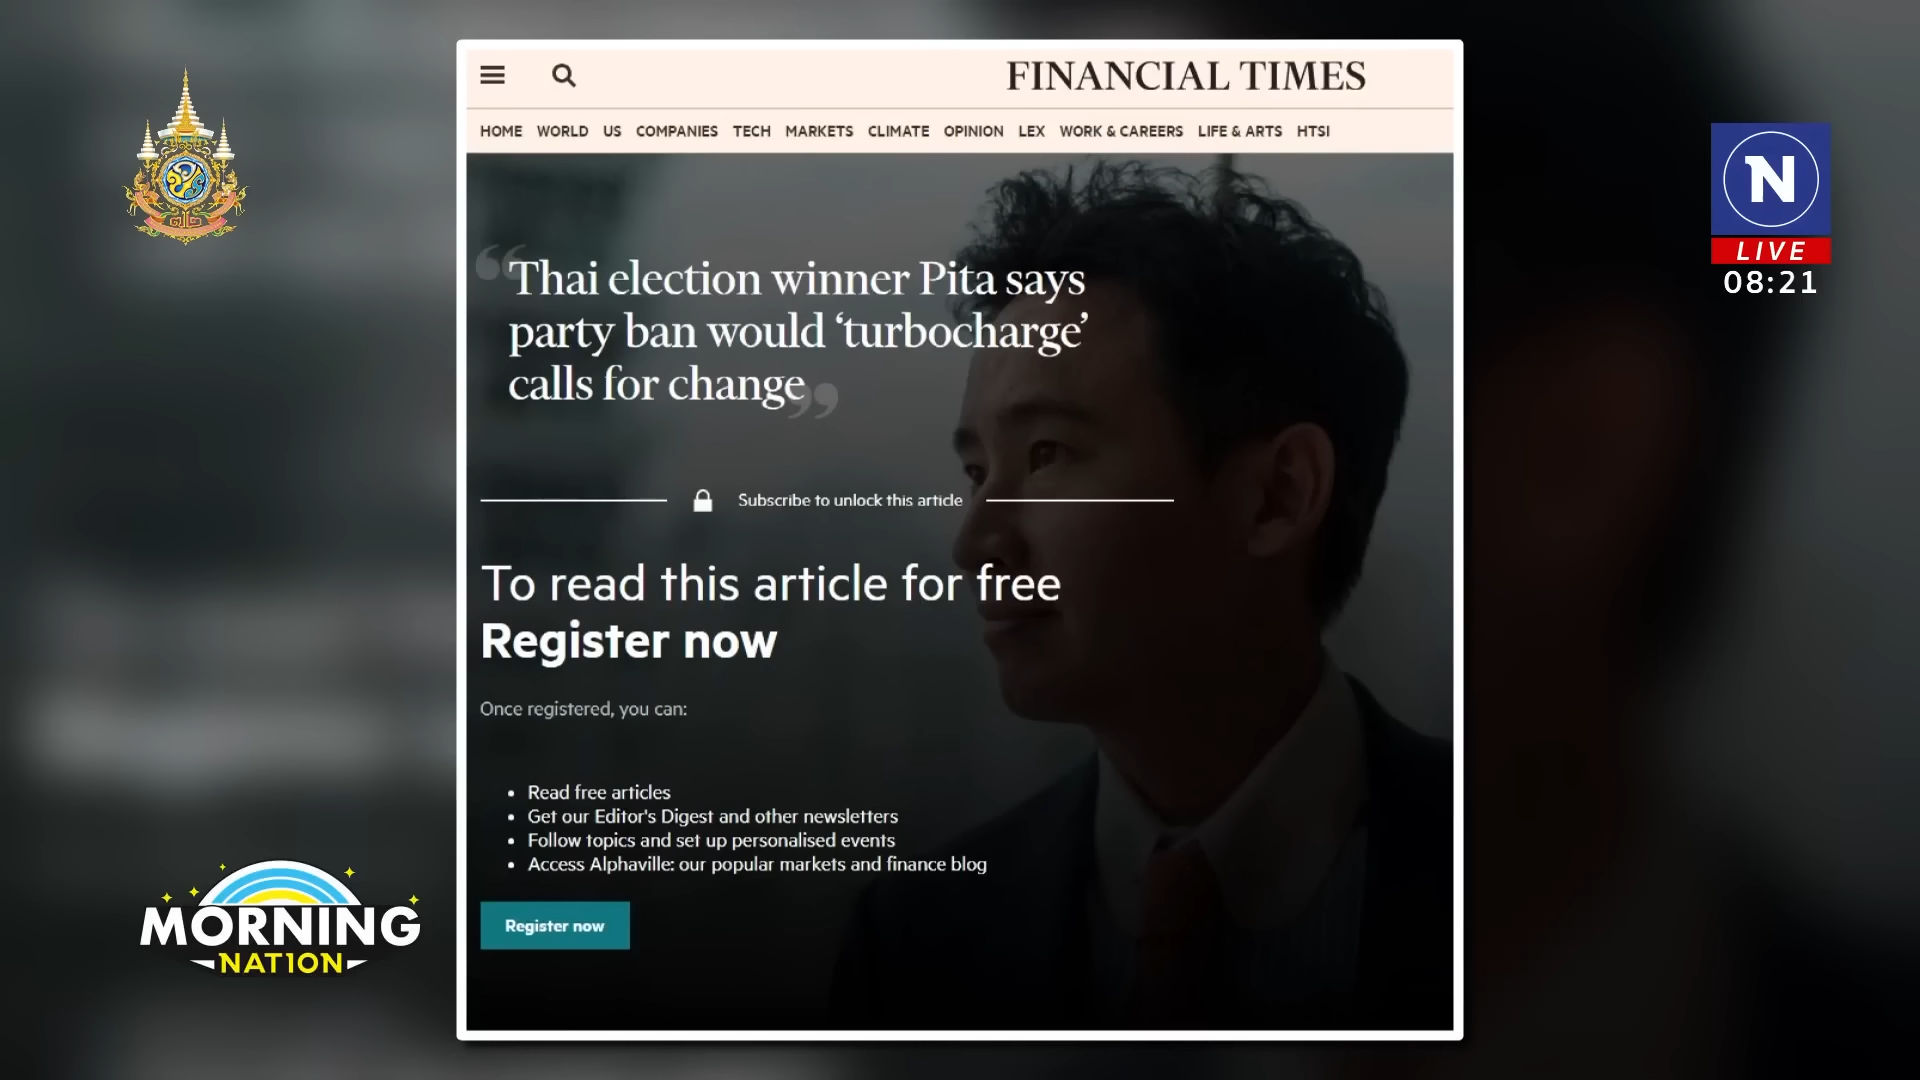 FINANCIAL TIMES
HOME WORLD US COMPANIES TECH MARKETS CLIMATE OPINION LEX WORK & CAREERS LIFE & ARTS HTSI
“Thai election winner Pita says
party ban would ‘turbocharge’
calls for change”
Subscribe to unlock this article
To read this article for free
Register now
Once registered, you can:
• Read free articles
• Get our Editor's Digest and other newsletters
• Follow topics and set up personalised events
• Access Alphaville: our popular markets and finance blog
Register now
N
LIVE
08:21
MORNING
NATION